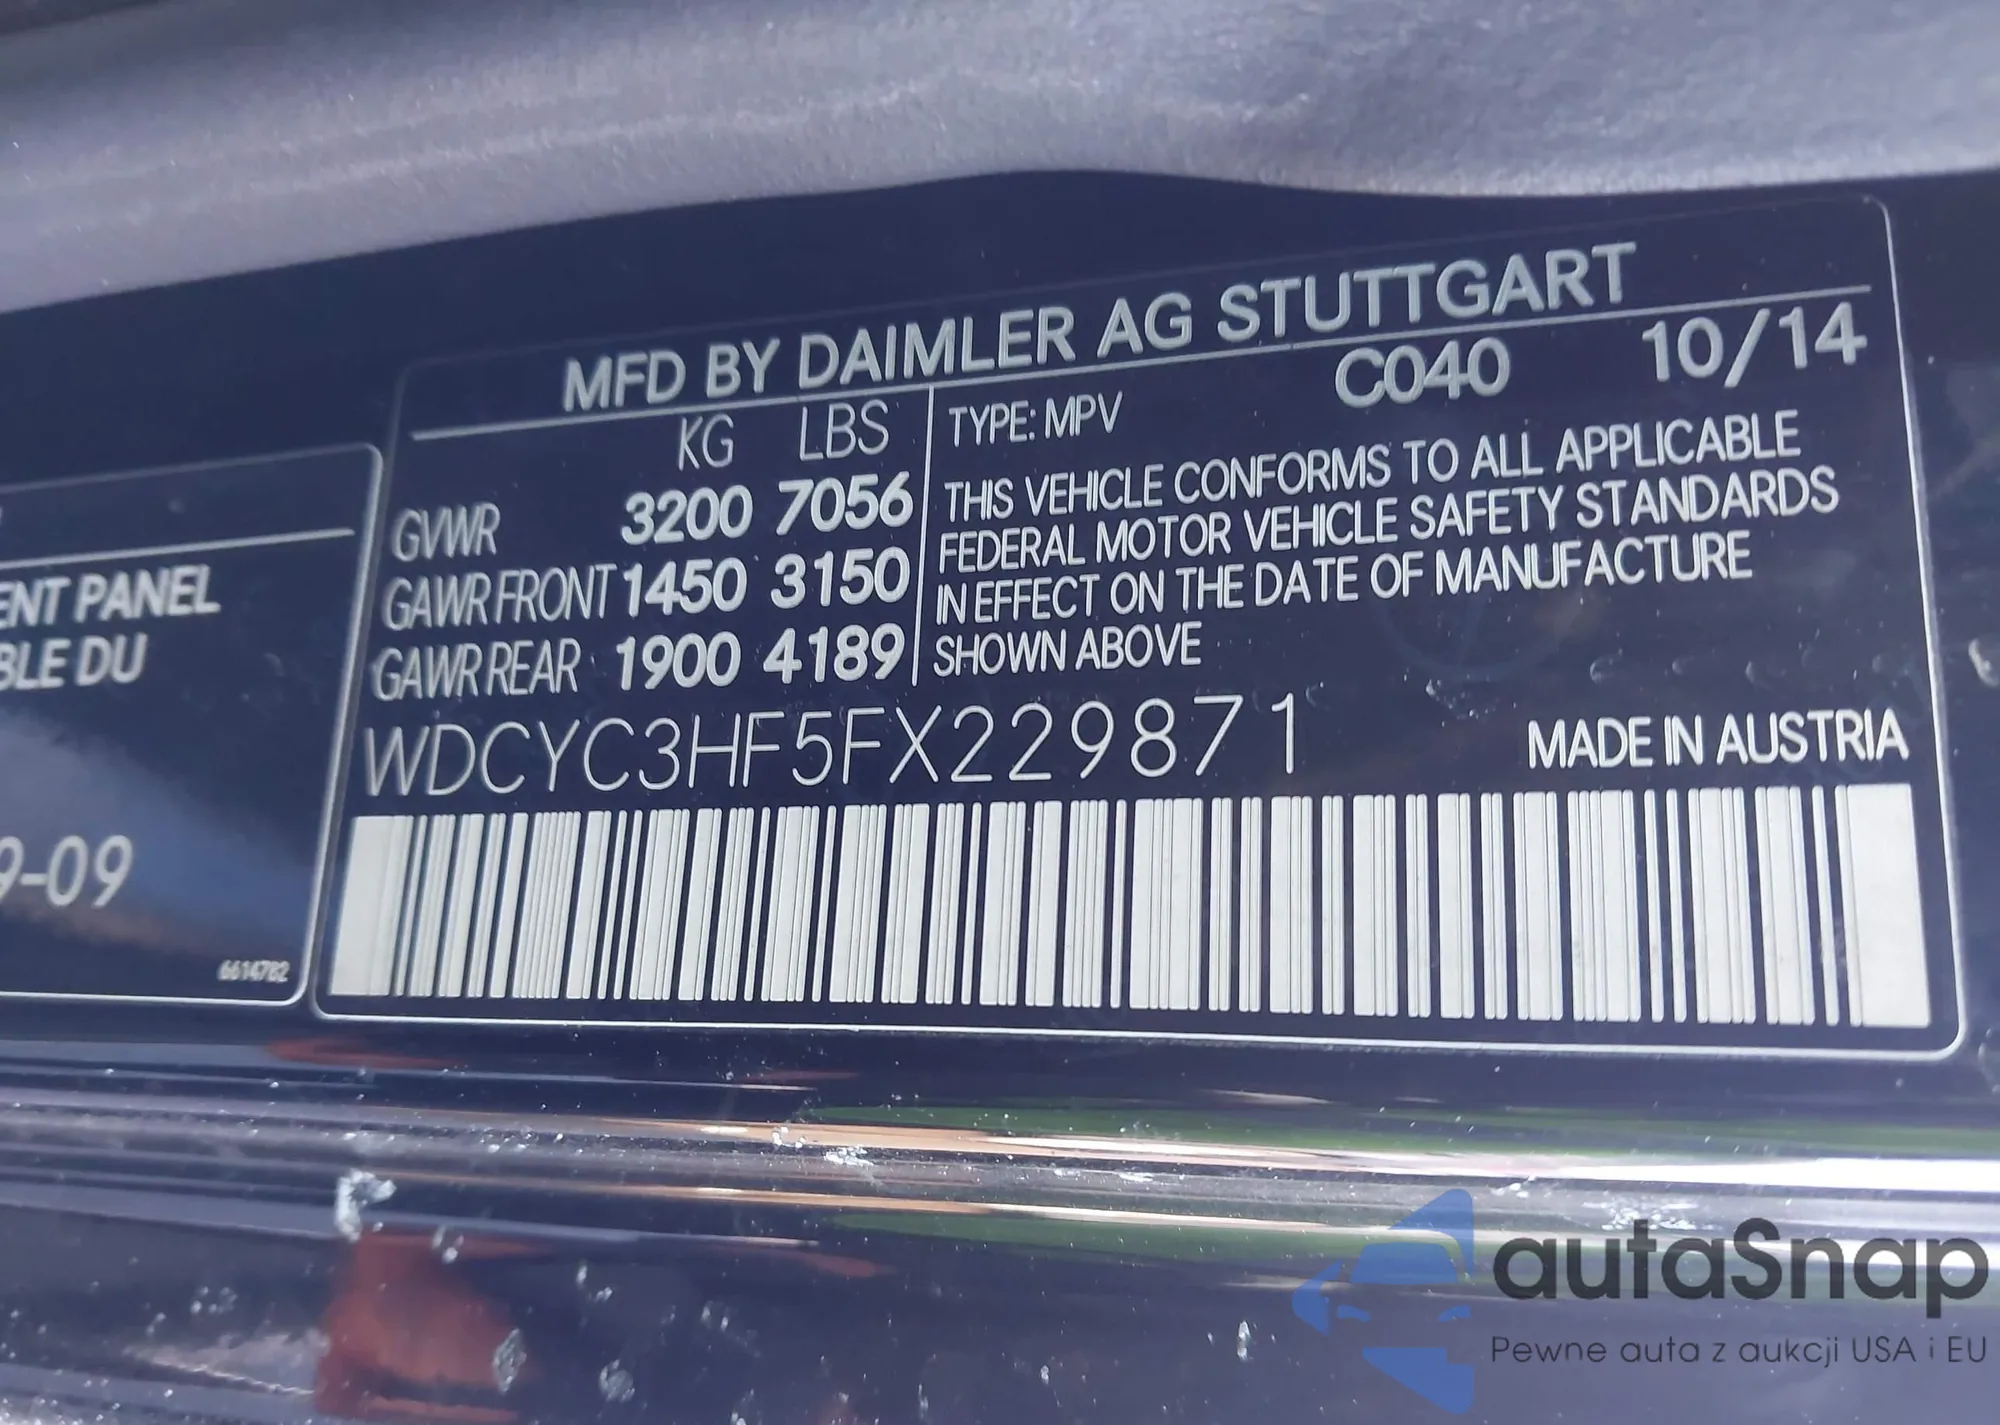 ENT PANEL
BLE DU
9-09
6614782
MFD BY DAIMLER AG STUTTGART
KG LBS
GVWR 3200 7056
GAWR FRONT 1450 3150
GAWR REAR 1900 4189
TYPE: MPV C040 10/14
THIS VEHICLE CONFORMS TO ALL APPLICABLE
FEDERAL MOTOR VEHICLE SAFETY STANDARDS
IN EFFECT ON THE DATE OF MANUFACTURE
SHOWN ABOVE
WDCYC3HF5FX229871 MADE IN AUSTRIA
autaSnap
Pewne auta z aukcji USA i EU